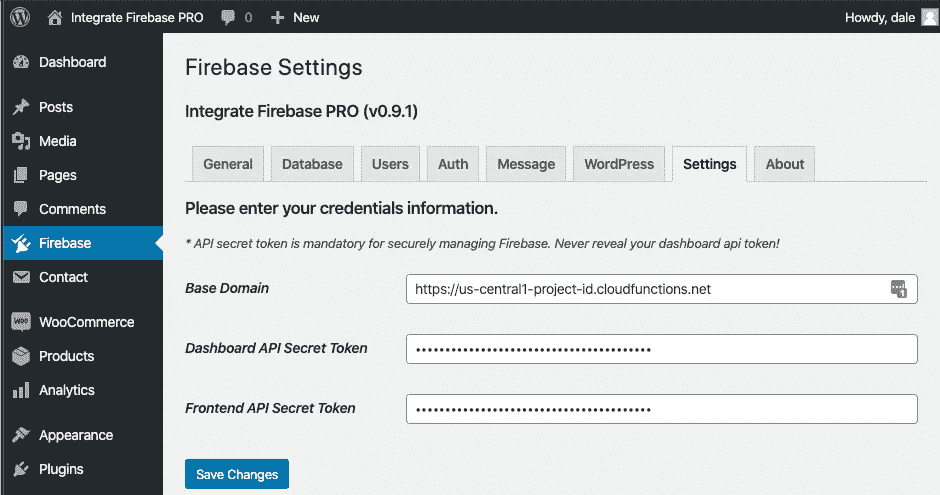 Integrate Firebase PRO 0 New Howdy, dale
Dashboard
Posts
Media
Pages
Comments
Firebase
Contact
WOO WooCommerce
Products
Analytics
Appearance
Plugins
Firebase Settings
Integrate Firebase PRO (v0.9.1)
General Database Users Auth Message WordPress Settings About
Please enter your credentials information.
* API secret token is mandatory for securely managing Firebase. Never reveal your dashboard api token!
Base Domain https://us-central1-project-id.cloudfunctions.net 1
Dashboard API Secret Token ••••••••••••••••••••••••••••••••••••••••
Frontend API Secret Token ••••••••••••••••••••••••••••••••••••••••
Save Changes